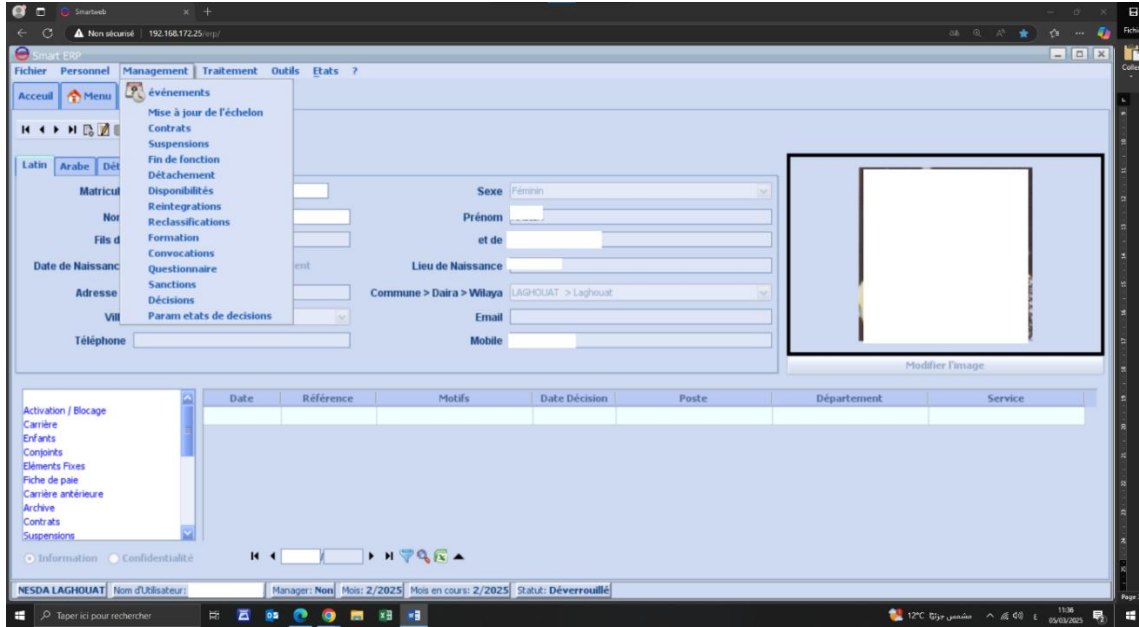 Smartweb
Non sécurisé 192.168.172.25/erp/
Fichi
Smart ERP
Fichier Personnel Management Traitement Outils Etats ?
Acceuil Menu
événements
Mise à jour de l'échelon
Contrats
Suspensions
Fin de fonction
Détachement
Disponibilités
Reintegrations
Reclassifications
Formation
Convocations
Questionnaire
Sanctions
Décisions
Param etats de decisions
Latin Arabe Dét
Matricul Sexe Féminin
Nor Prénom
Fils d et de
Date de Naissanc ent Lieu de Naissance
Adresse Commune > Daira > Wilaya LAGHOUAT > Laghouat
Vill Email
Téléphone Mobile
Modifier l'image
Date Référence Motifs Date Décision Poste Département Service
Activation / Blocage
Carrière
Enfants
Conjoints
Eléments Fixes
Fiche de paie
Carrière antérieure
Archive
Contrats
Suspensions
Information Confidentialité
/
NESDA LAGHOUAT Nom d'Utilisateur: Manager: Non Mois: 2/2025 Mois en cours: 2/2025 Statut: Déverrouillé
Taper ici pour rechercher
12°C مشمس جزئيًا
11:36
05/03/2025